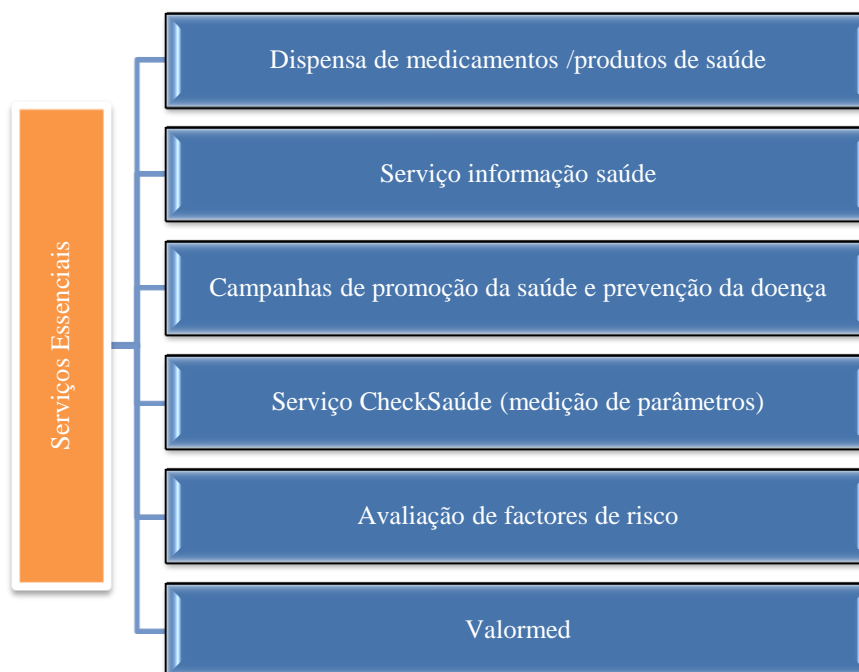 Serviços Essenciais
Dispensa de medicamentos /produtos de saúde
Serviço informação saúde
Campanhas de promoção da saúde e prevenção da doença
Serviço CheckSaúde (medição de parâmetros)
Avaliação de factores de risco
Valormed